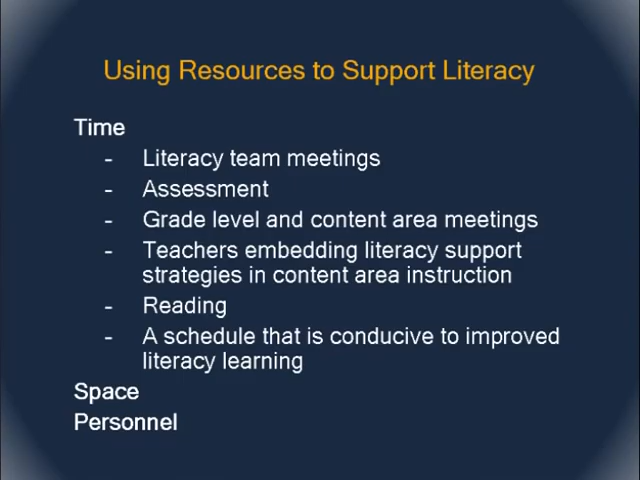 Using Resources to Support Literacy
Time
- Literacy team meetings
- Assessment
- Grade level and content area meetings
- Teachers embedding literacy support
strategies in content area instruction
- Reading
- A schedule that is conducive to improved
literacy learning
Space
Personnel